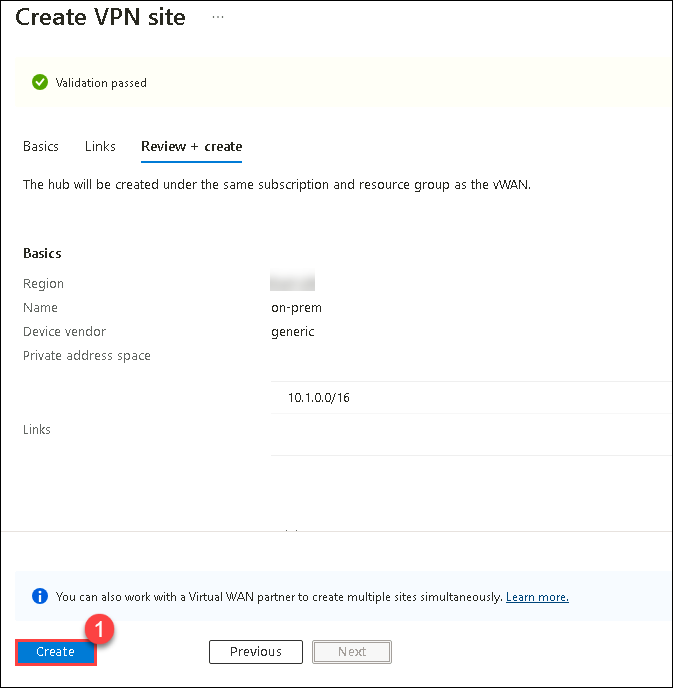 Create VPN site ...
Validation passed
Basics Links Review + create
The hub will be created under the same subscription and resource group as the vWAN.
Basics
Region
Name on-prem
Device vendor generic
Private address space
10.1.0.0/16
Links
You can also work with a Virtual WAN partner to create multiple sites simultaneously. Learn more.
1
Create Previous Next